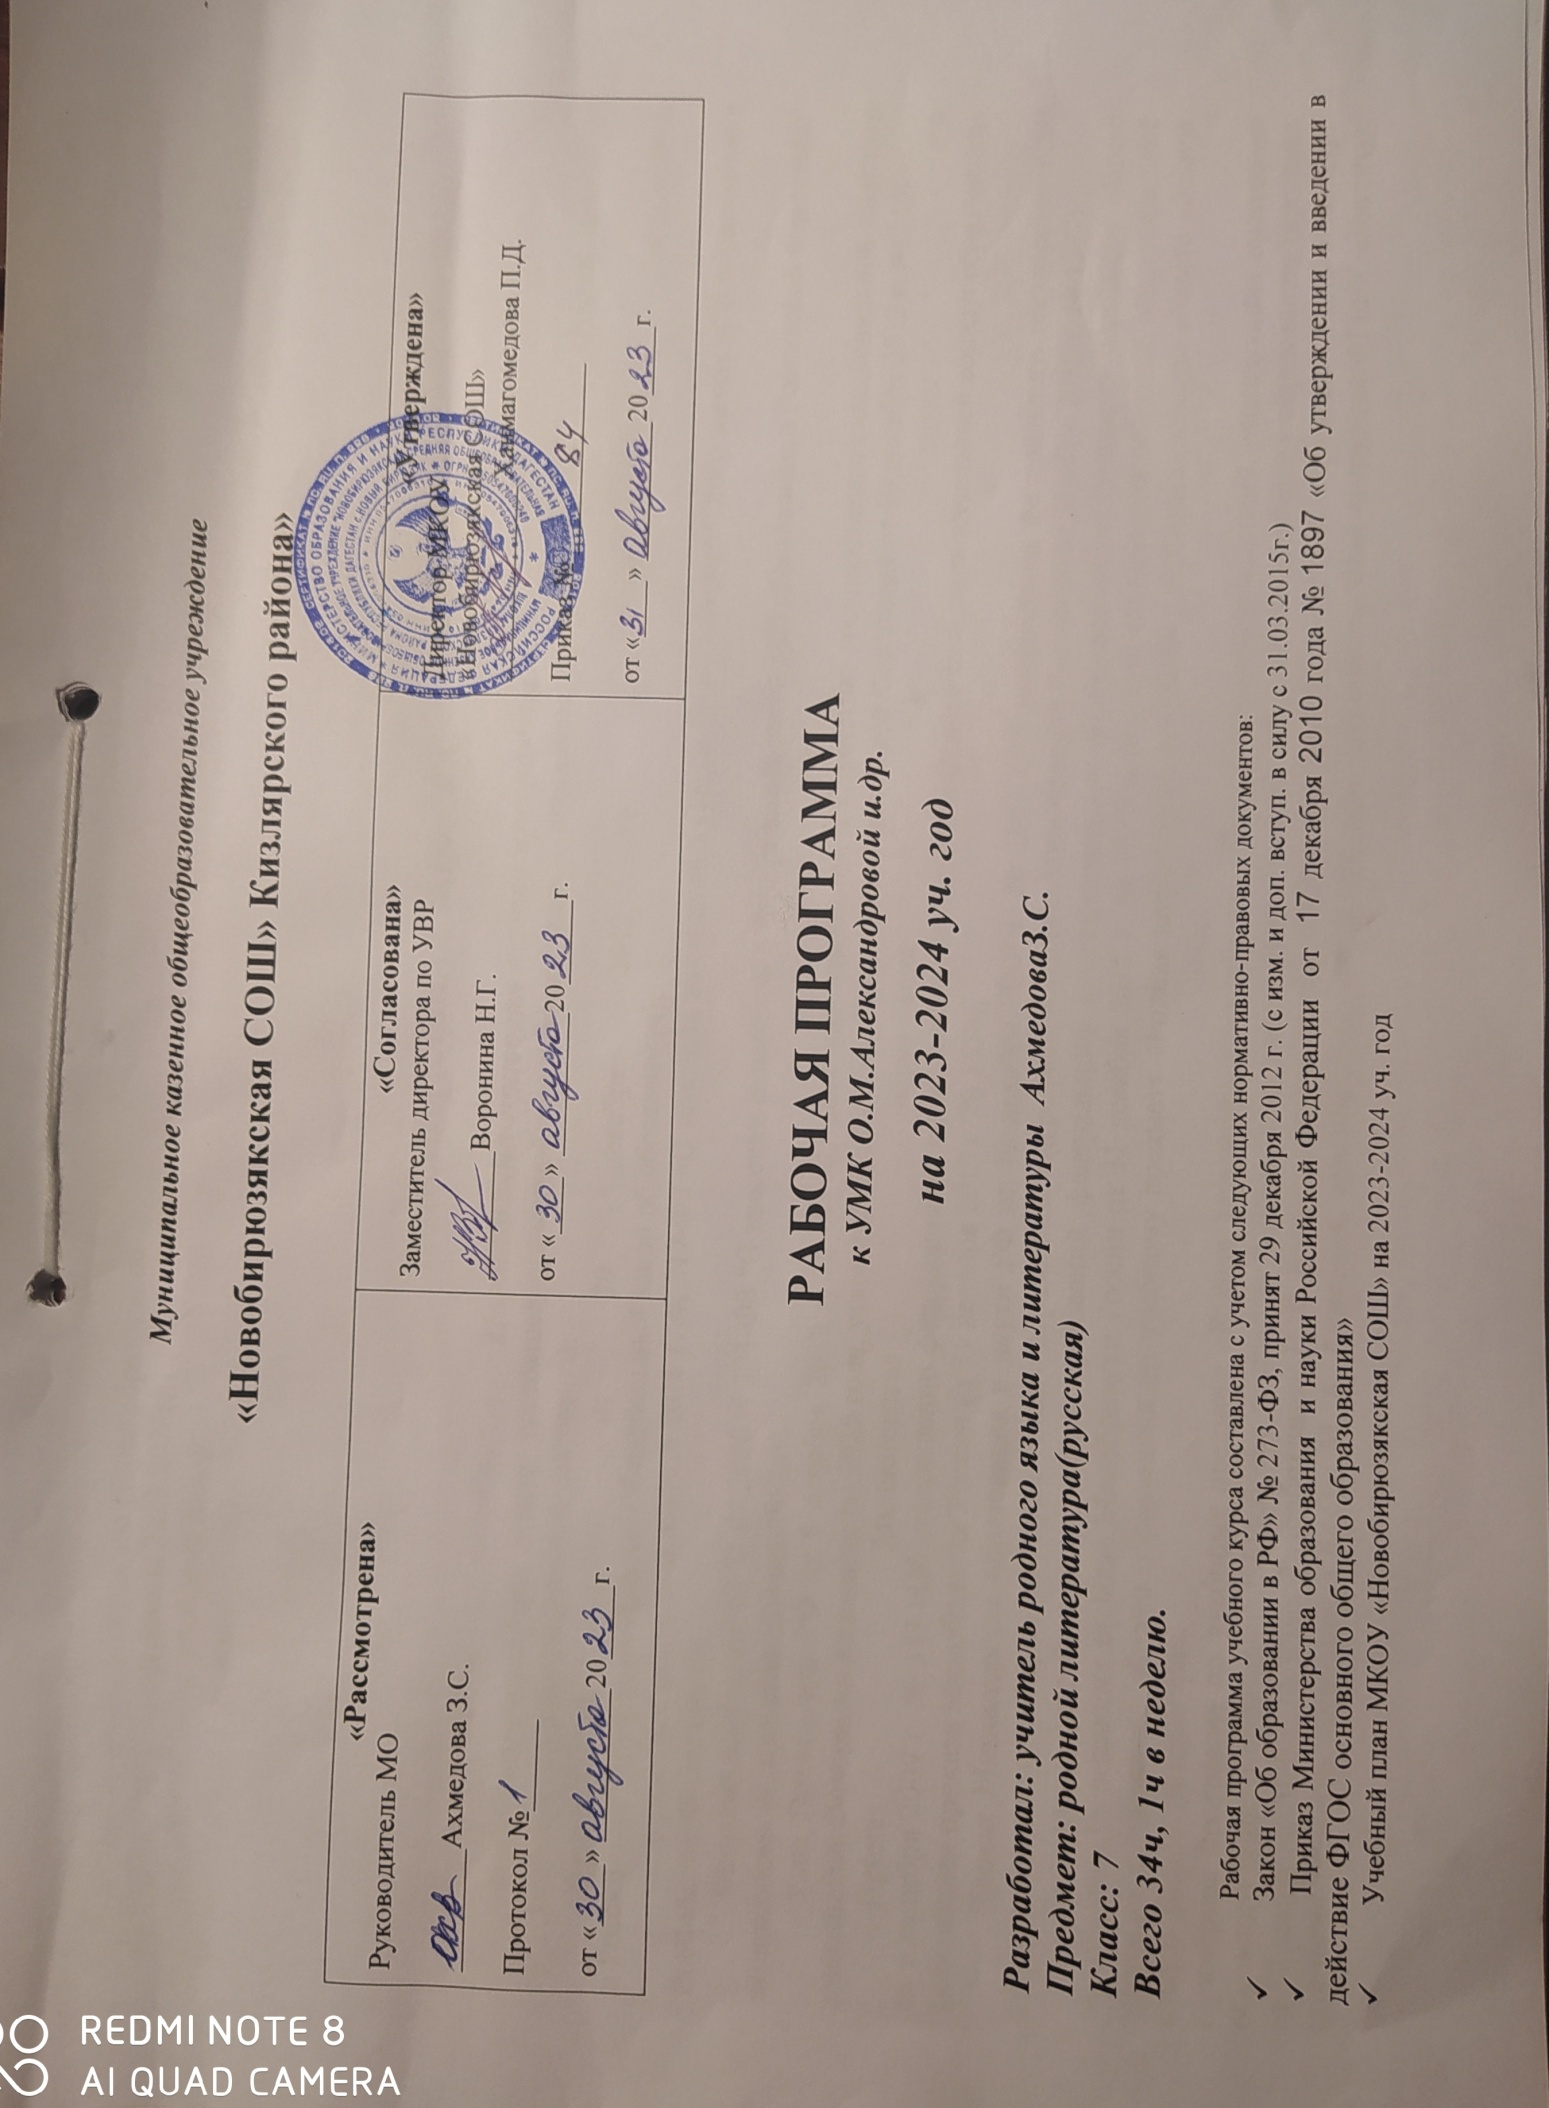 Муниципальное казенное общеобразовательное учреждение
«Новобирюзякская СОШ» Кизлярского района»
«Рассмотрена»
Руководитель МО
Ахмедова З.С.
Протокол № 1
от «30» августа 2023 г.
«Согласована»
Заместитель директора по УВР
Воронина Н.Г.
от «30» августа 2023 г.
«Утверждена»
Директор МКОУ
«Новобирюзякская СОШ»
Ханмагомедова П.Д.
Приказ № 84
от «31» августа 2023 г.
РАБОЧАЯ ПРОГРАММА
к УМК О.М.Александровой и.др.
на 2023-2024 уч. год
Разработал: учитель родного языка и литературы Ахмедова З.С.
Предмет: родной литература(русская)
Класс: 7
Всего 34ч, 1ч в неделю.
Рабочая программа учебного курса составлена с учетом следующих нормативно-правовых документов:
✓ Закон «Об образовании в РФ» № 273-ФЗ, принят 29 декабря 2012 г. (с изм. и доп. вступ. в силу с 31.03.2015г.)
✓ Приказ Министерства образования и науки Российской Федерации от 17 декабря 2010 года № 1897 «Об утверждении и введении в
действие ФГОС основного общего образования»
✓ Учебный план МКОУ «Новобирюзякская СОШ» на 2023-2024 уч. год
REDMI NOTE 8
AI QUAD CAMERA